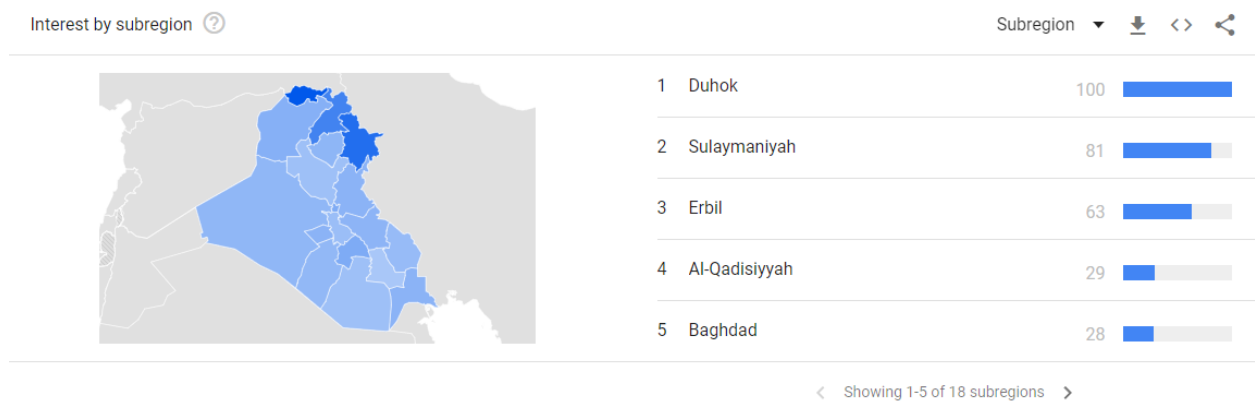 Interest by subregion
Subregion
1 Duhok 100
2 Sulaymaniyah 81
3 Erbil 63
4 Al-Qadisiyyah 29
5 Baghdad 28
Showing 1-5 of 18 subregions